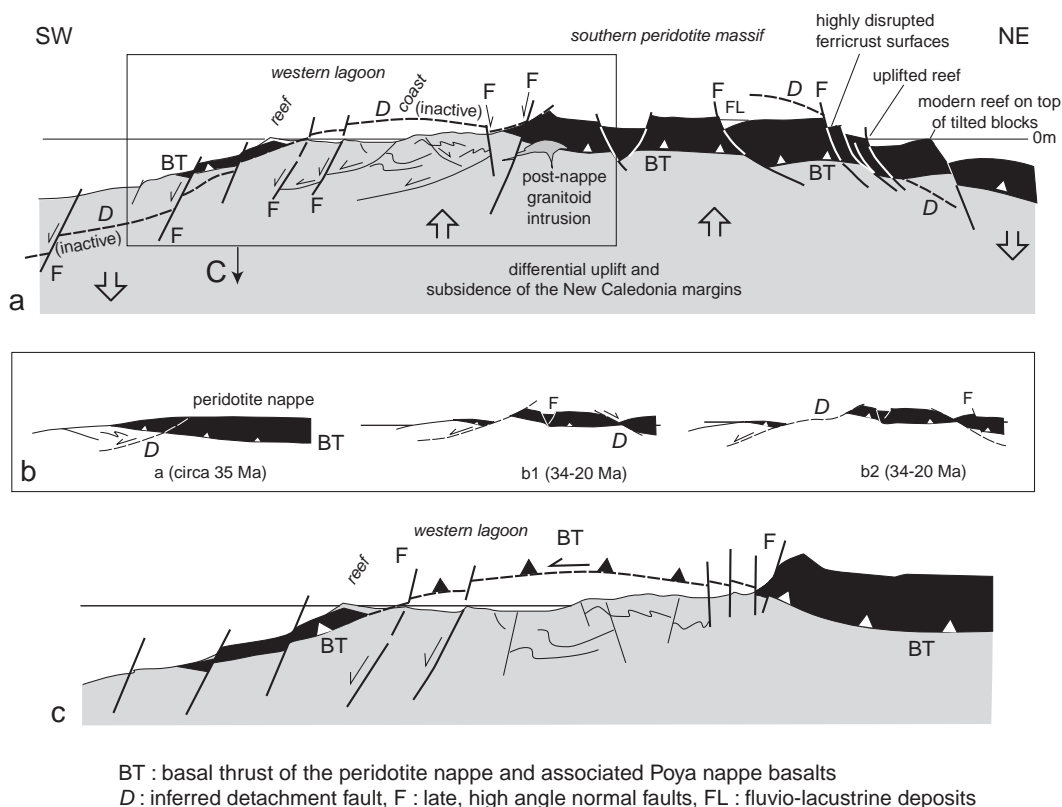 SW
southern peridotite massif
highly disrupted
ferricrust surfaces
NE
western lagoon
reef
coast
D
(inactive)
F
F
F
FL
D
F
uplifted reef
modern reef on top
of tilted blocks
0m
BT
BT
BT
post-nappe
granitoid
intrusion
D
(inactive)
F
F
F
F
D
C
differential uplift and
subsidence of the New Caledonia margins
a
peridotite nappe
D
BT
a (circa 35 Ma)
F
D
b1 (34-20 Ma)
D
F
b2 (34-20 Ma)
b
western lagoon
reef
F
BT
F
BT
BT
c
BT : basal thrust of the peridotite nappe and associated Poya nappe basalts
D : inferred detachment fault, F : late, high angle normal faults, FL : fluvio-lacustrine deposits